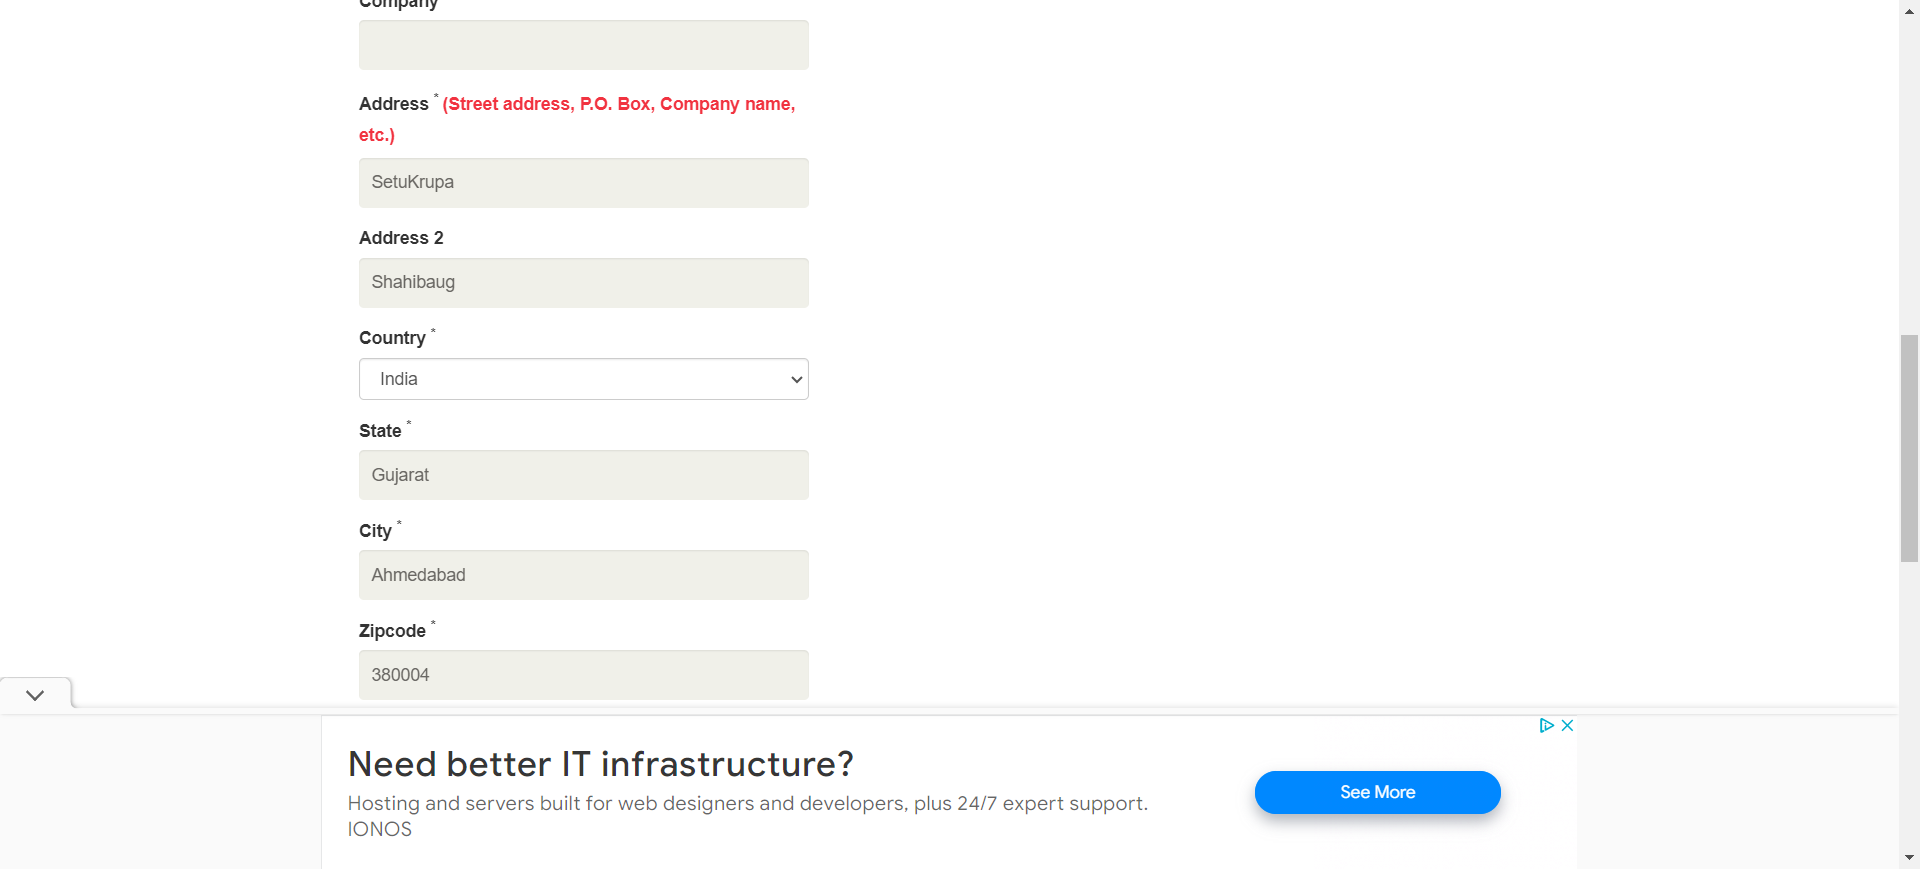 Company
Address * (Street address, P.O. Box, Company name,
etc.)
SetuKrupa
Address 2
Shahibaug
Country *
India
State *
Gujarat
City *
Ahmedabad
Zipcode *
380004
Need better IT infrastructure?
Hosting and servers built for web designers and developers, plus 24/7 expert support.
IONOS
See More